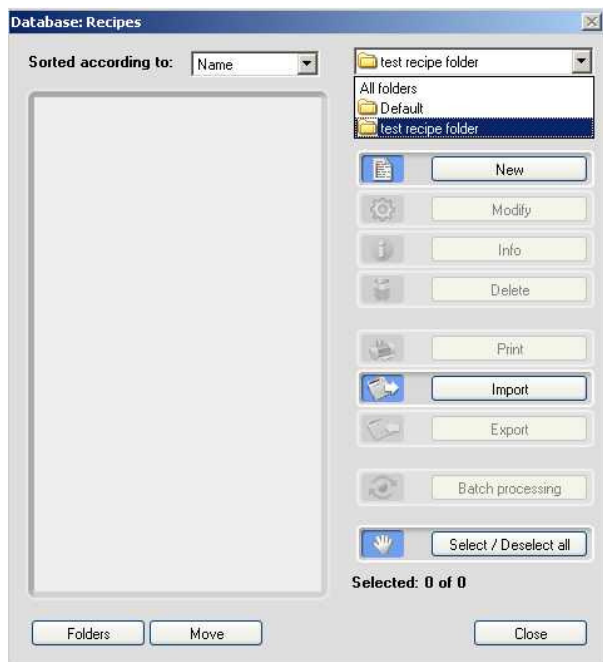 Database: Recipes
Sorted according to: Name
test recipe folder
All folders
Default
test recipe folder
New
Modify
Info
Delete
Print
Import
Export
Batch processing
Select / Deselect all
Selected: 0 of 0
Folders Move Close